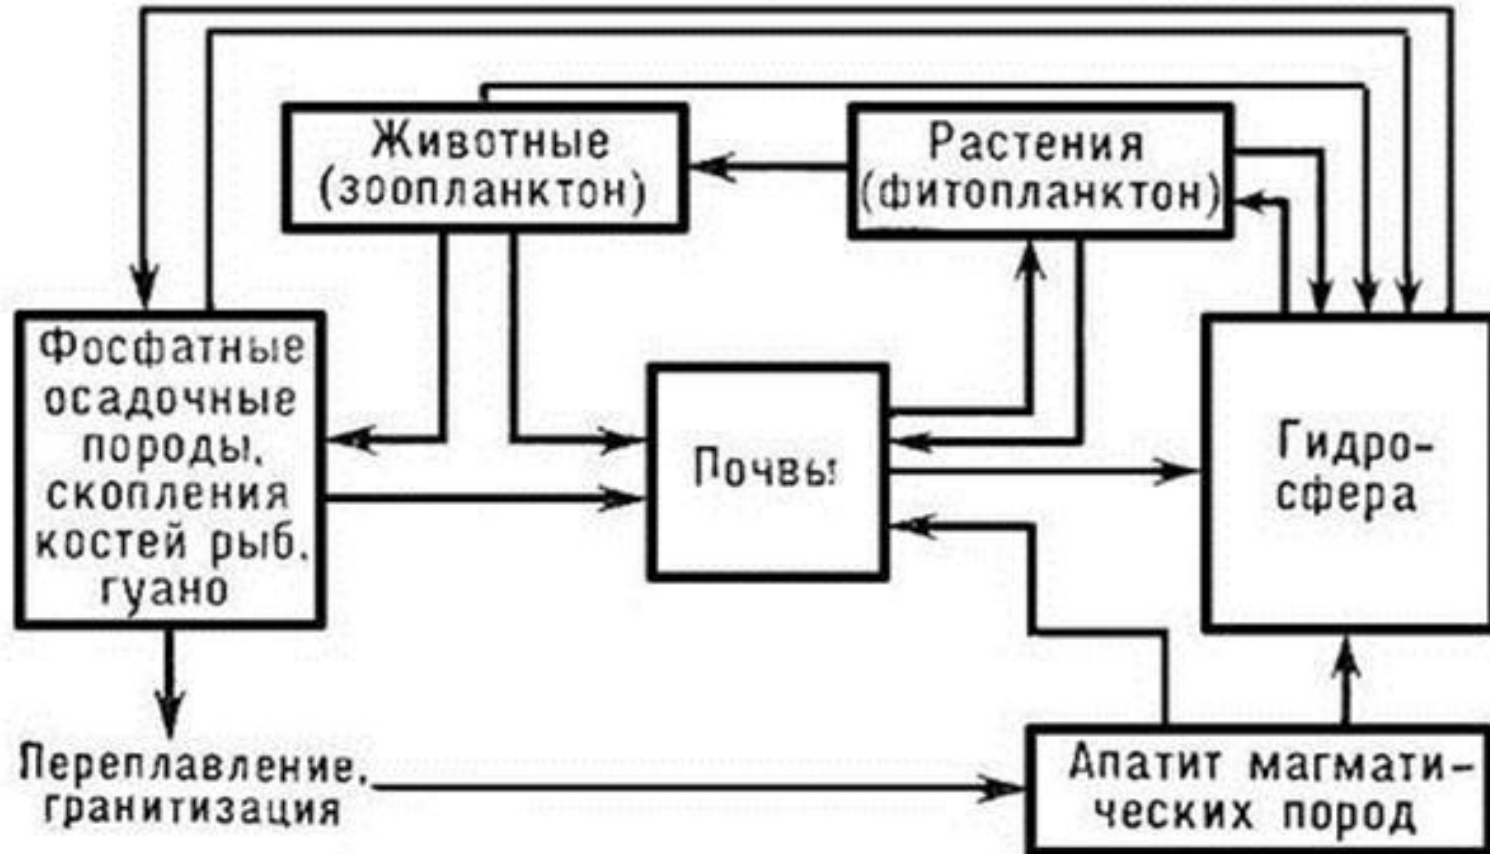 Животные
(зоопланктон)
Растения
(фитопланктон)
Фосфатные
осадочные
породы,
скопления
костей рыб,
гуано
Почвы
Гидро-
сфера
Переплавление,
гранитизация
Апатит магмати-
ческих пород